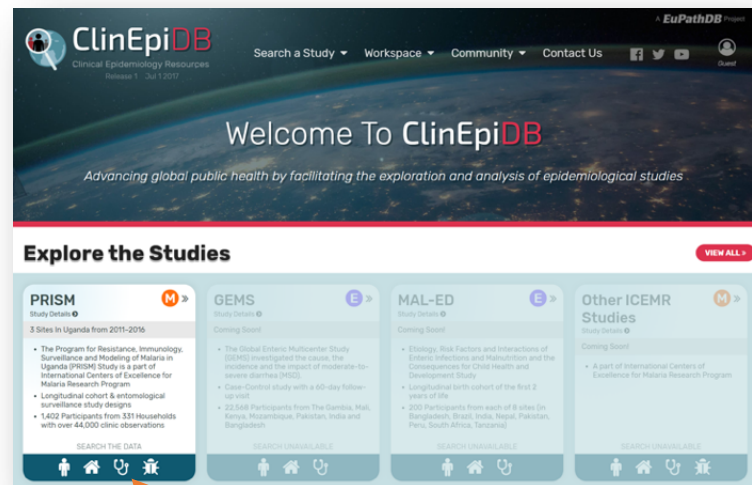 A EuPathDB Project
ClinEpiDB
Clinical Epidemiology Resources
Release 1 Jul 1 2017
Search a Study
Workspace
Community
Contact Us
Guest
Welcome To ClinEpiDB
Advancing global public health by facilitating the exploration and analysis of epidemiological studies
Explore the Studies
VIEW ALL »
PRISM
M »
Study Details
3 Sites In Uganda from 2011-2016
• The Program for Resistance, Immunology,
Surveillance and Modeling of Malaria in
Uganda (PRISM) Study is a part of
International Centers of Excellence for
Malaria Research Program
• Longitudinal cohort & entomological
surveillance study designs
• 1,402 Participants from 331 Households
with over 44,000 clinic observations
SEARCH THE DATA
GEMS
E »
Study Details
Coming Soon!
• The Global Enteric Multicenter Study
(GEMS) investigated the cause, the
incidence and the impact of moderate-to-
severe diarrhea (MSD).
• Case-Control study with a 60-day follow-
up visit
• 22,568 Participants from The Gambia, Mali,
Kenya, Mozambique, Pakistan, India and
Bangladesh
SEARCH UNAVAILABLE
MAL-ED
E »
Study Details
Coming Soon!
• Etiology, Risk Factors and Interactions of
Enteric Infections and Malnutrition and the
Consequences for Child Health and
Development Study
• Longitudinal birth cohort of the first 2
years of life
• 200 Participants from each of 8 sites (in
Bangladesh, Brazil, India, Nepal, Pakistan,
Peru, South Africa, Tanzania)
SEARCH UNAVAILABLE
Other ICEMR
Studies
M »
Study Details
Coming Soon!
• A part of International Centers of
Excellence for Malaria Research Program
SEARCH UNAVAILABLE